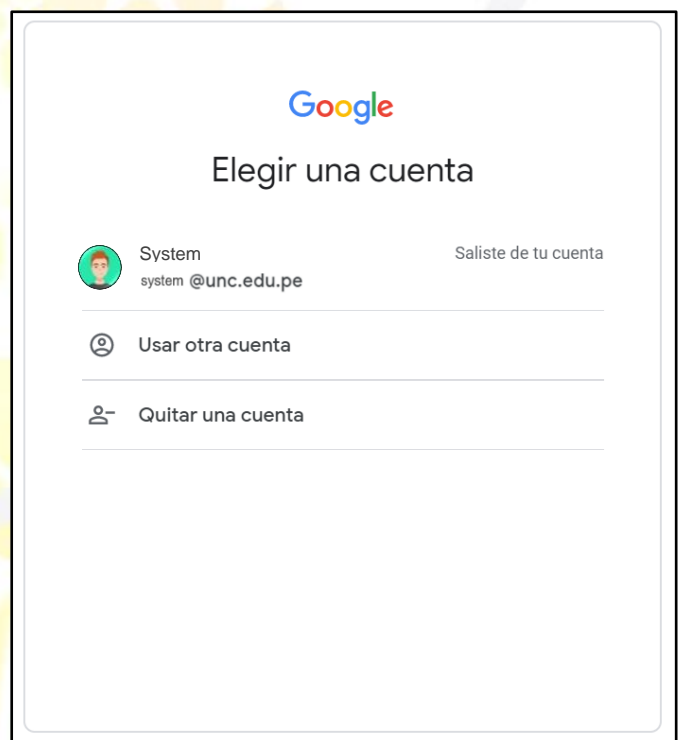 Google
Elegir una cuenta
System Saliste de tu cuenta
system @unc.edu.pe
Usar otra cuenta
Quitar una cuenta